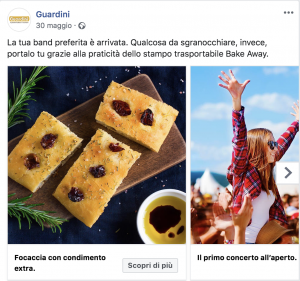 Guardini
30 maggio ·
La tua band preferita è arrivata. Qualcosa da sgranocchiare, invece,
portalo tu grazie alla praticità dello stampo trasportabile Bake Away.
Focaccia con condimento
extra.
Scopri di più
Il primo concerto all'aperto.